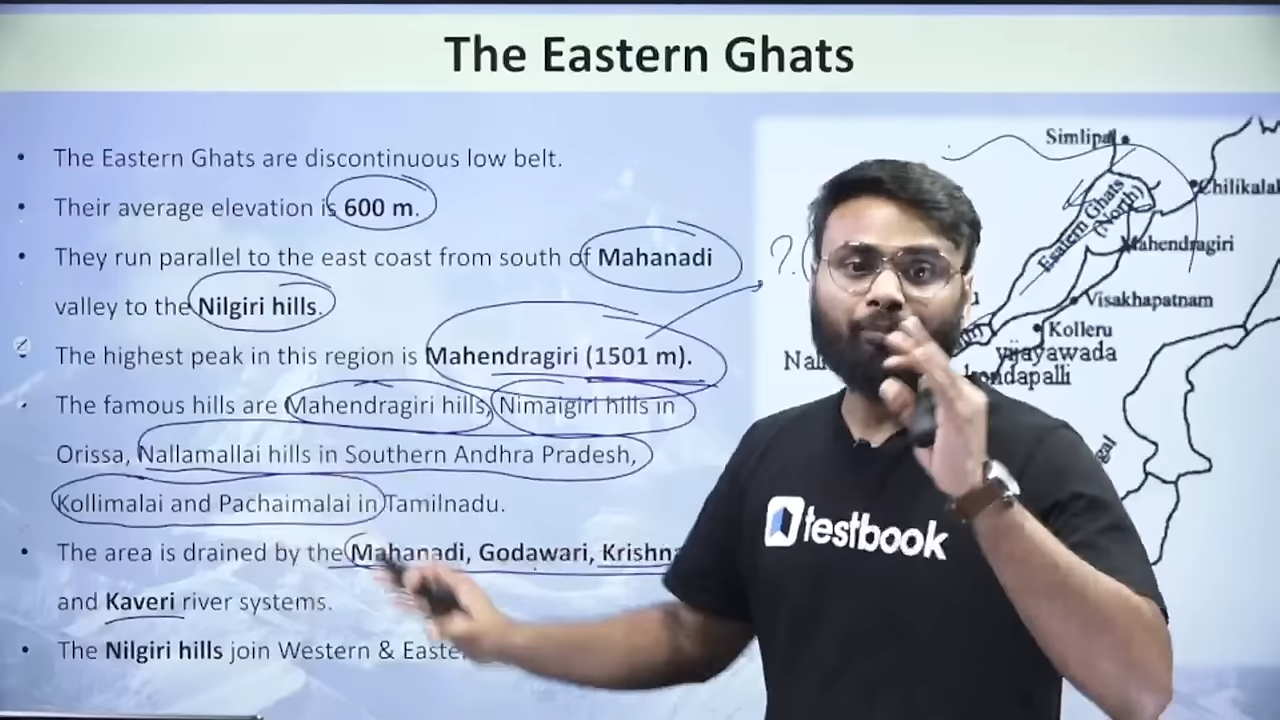 The Eastern Ghats
• The Eastern Ghats are discontinuous low belt.
• Their average elevation is 600 m.
• They run parallel to the east coast from south of Mahanadi
valley to the Nilgiri hills.
• The highest peak in this region is Mahendragiri (1501 m).
• The famous hills are Mahendragiri hills, Nimaigiri hills in
Orissa, Nallamallai hills in Southern Andhra Pradesh,
Kollimalai and Pachaimalai in Tamilnadu.
• The area is drained by the Mahanadi, Godawari, Krishna
and Kaveri river systems.
• The Nilgiri hills join Western &
Simlipal
Chilikalak
Esalern Ghats
(North)
Mahendragiri
?
Visakhapatnam
Kolleru
vijayawada
kondapalli
testbook